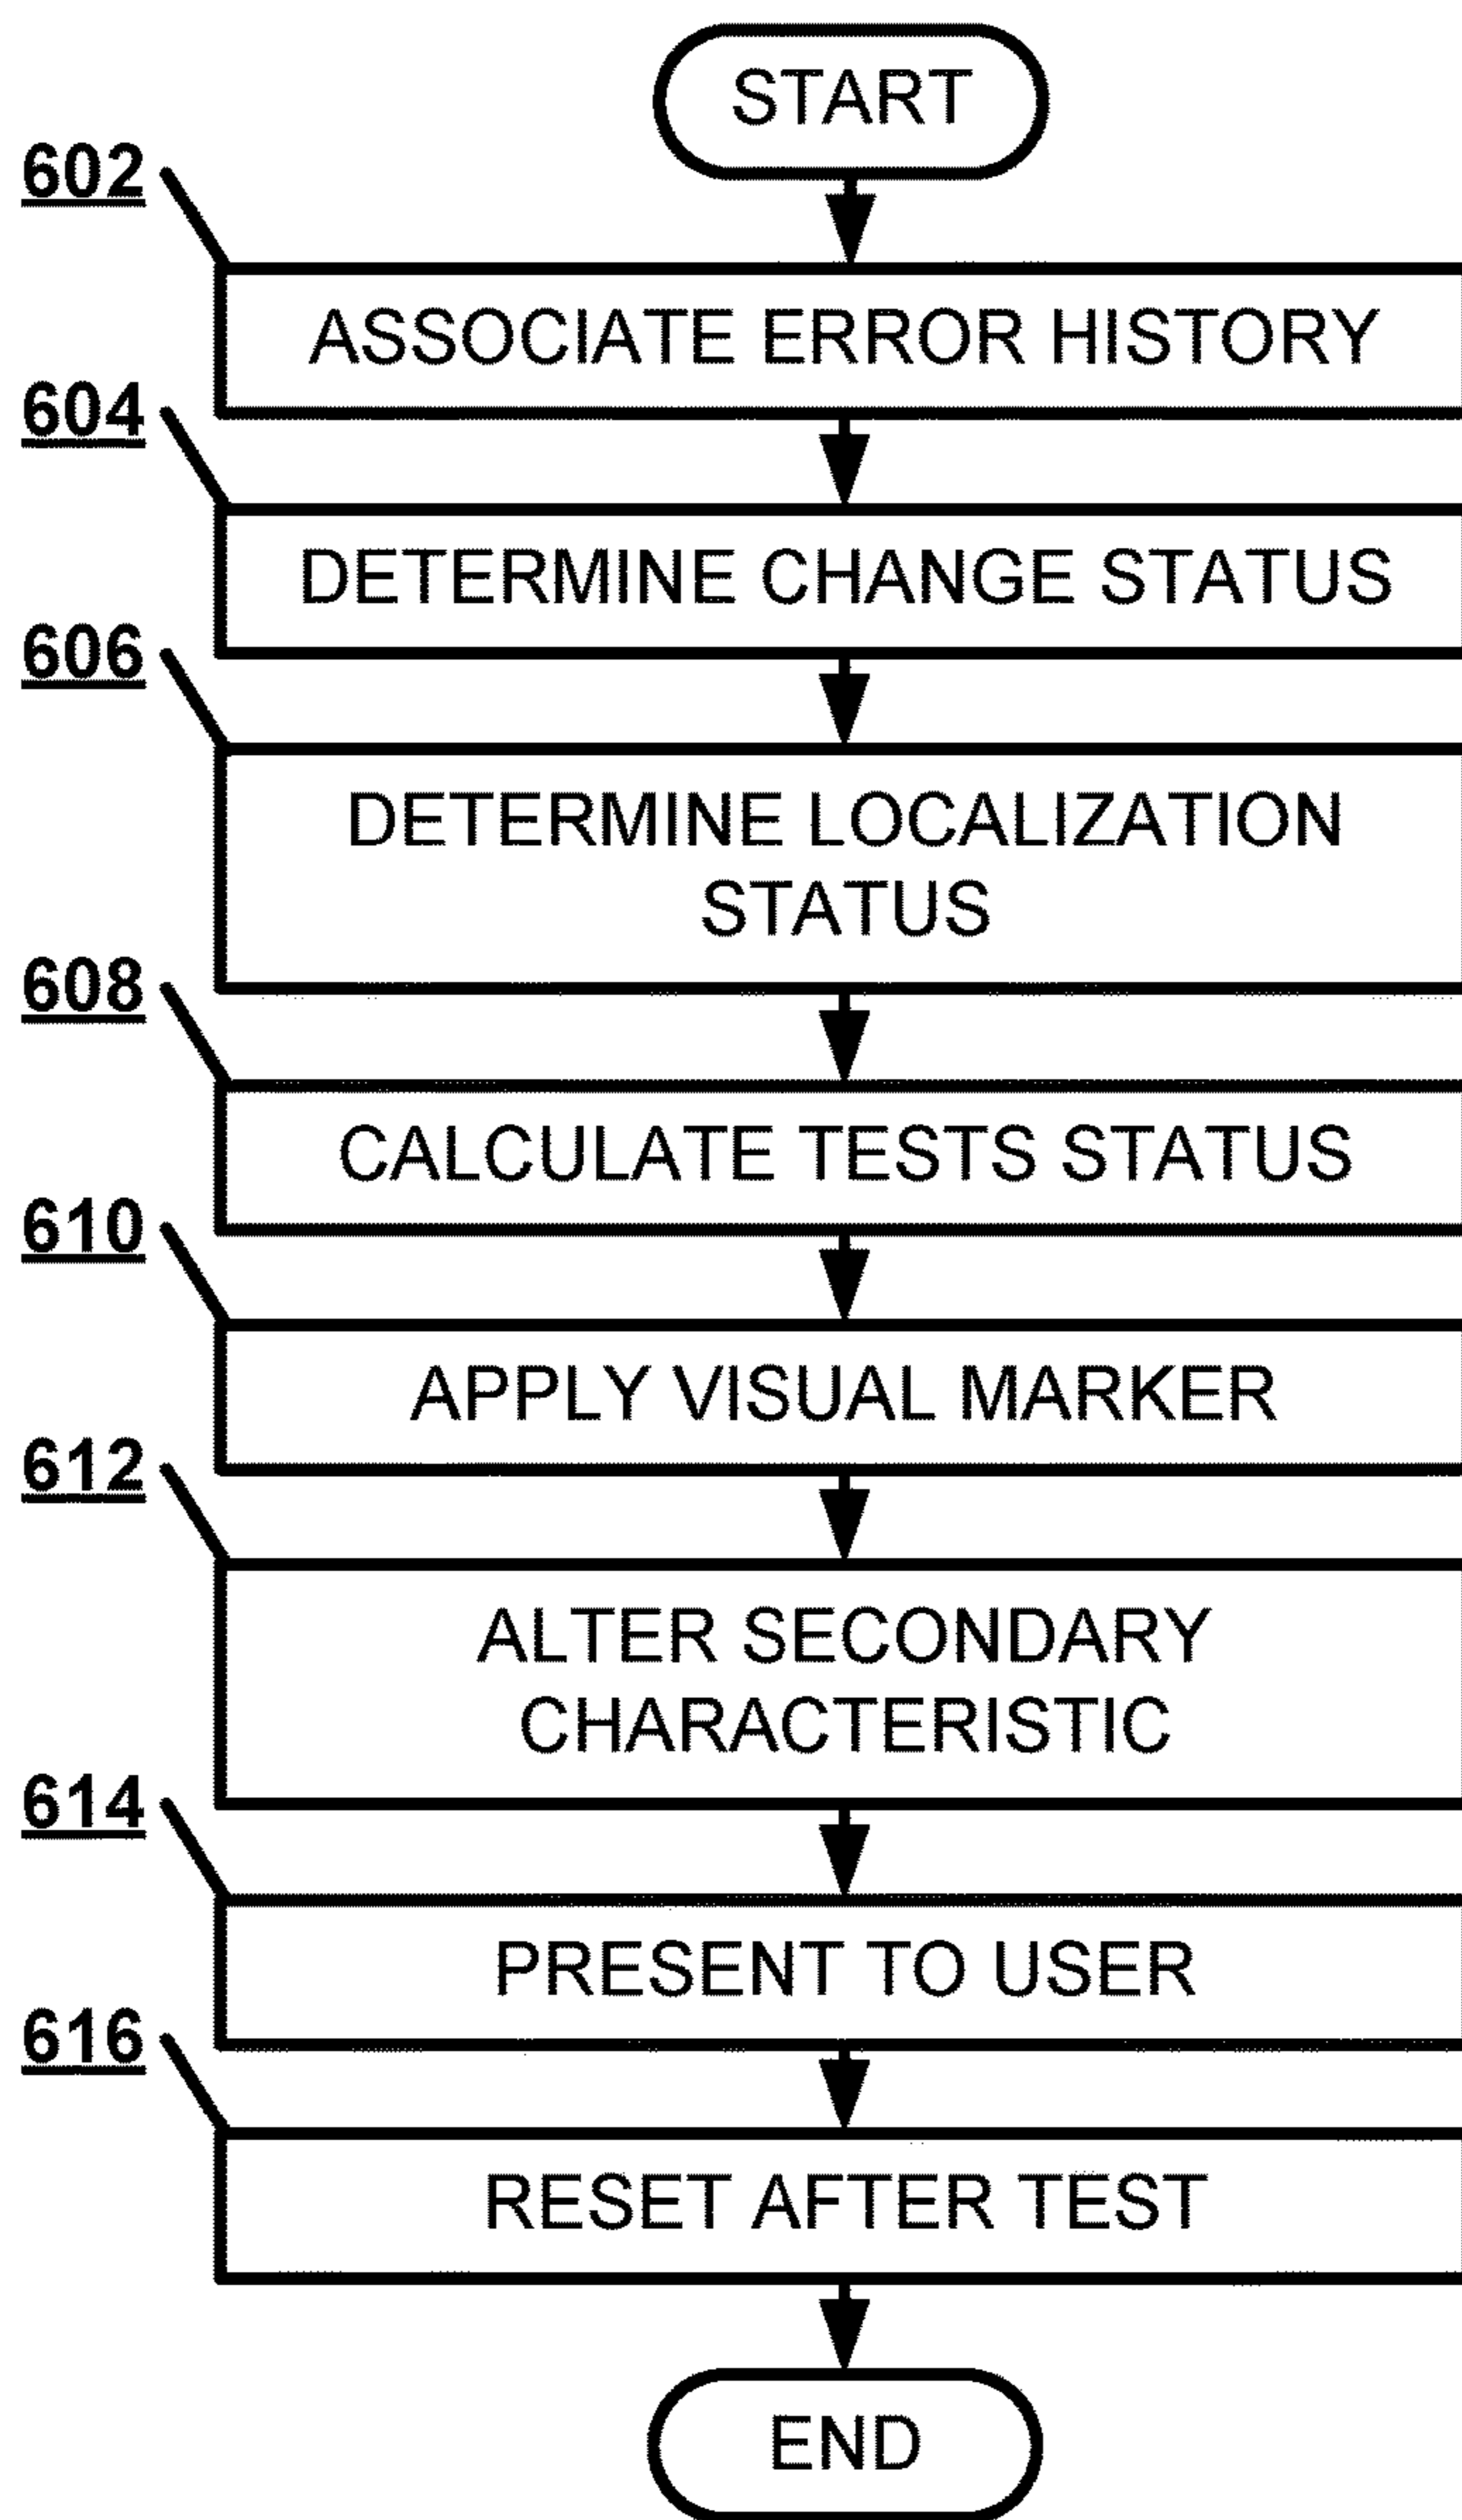 START
602
ASSOCIATE ERROR HISTORY
604
DETERMINE CHANGE STATUS
606
DETERMINE LOCALIZATION
STATUS
608
CALCULATE TESTS STATUS
610
APPLY VISUAL MARKER
612
ALTER SECONDARY
CHARACTERISTIC
614
PRESENT TO USER
616
RESET AFTER TEST
END